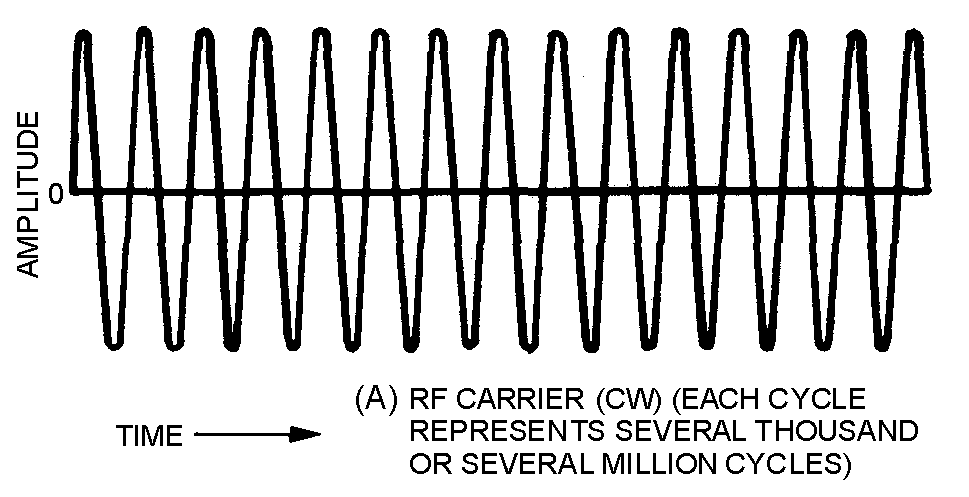 AMPLITUDE
0
(A) RF CARRIER (CW) (EACH CYCLE
REPRESENTS SEVERAL THOUSAND
OR SEVERAL MILLION CYCLES)
TIME